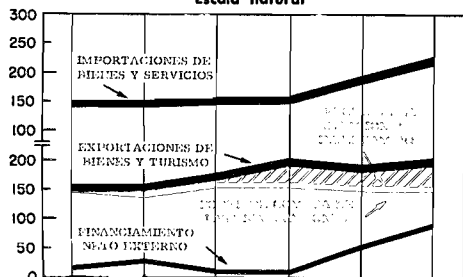 Escala natural
300
250
200
150
100
200
150
100
50
0
IMPORTACIONES DE
BIENES Y SERVICIOS
EXPORTACIONES DE
BIENES Y TURISMO
FINANCIAMIENTO
NETO EXTERNO